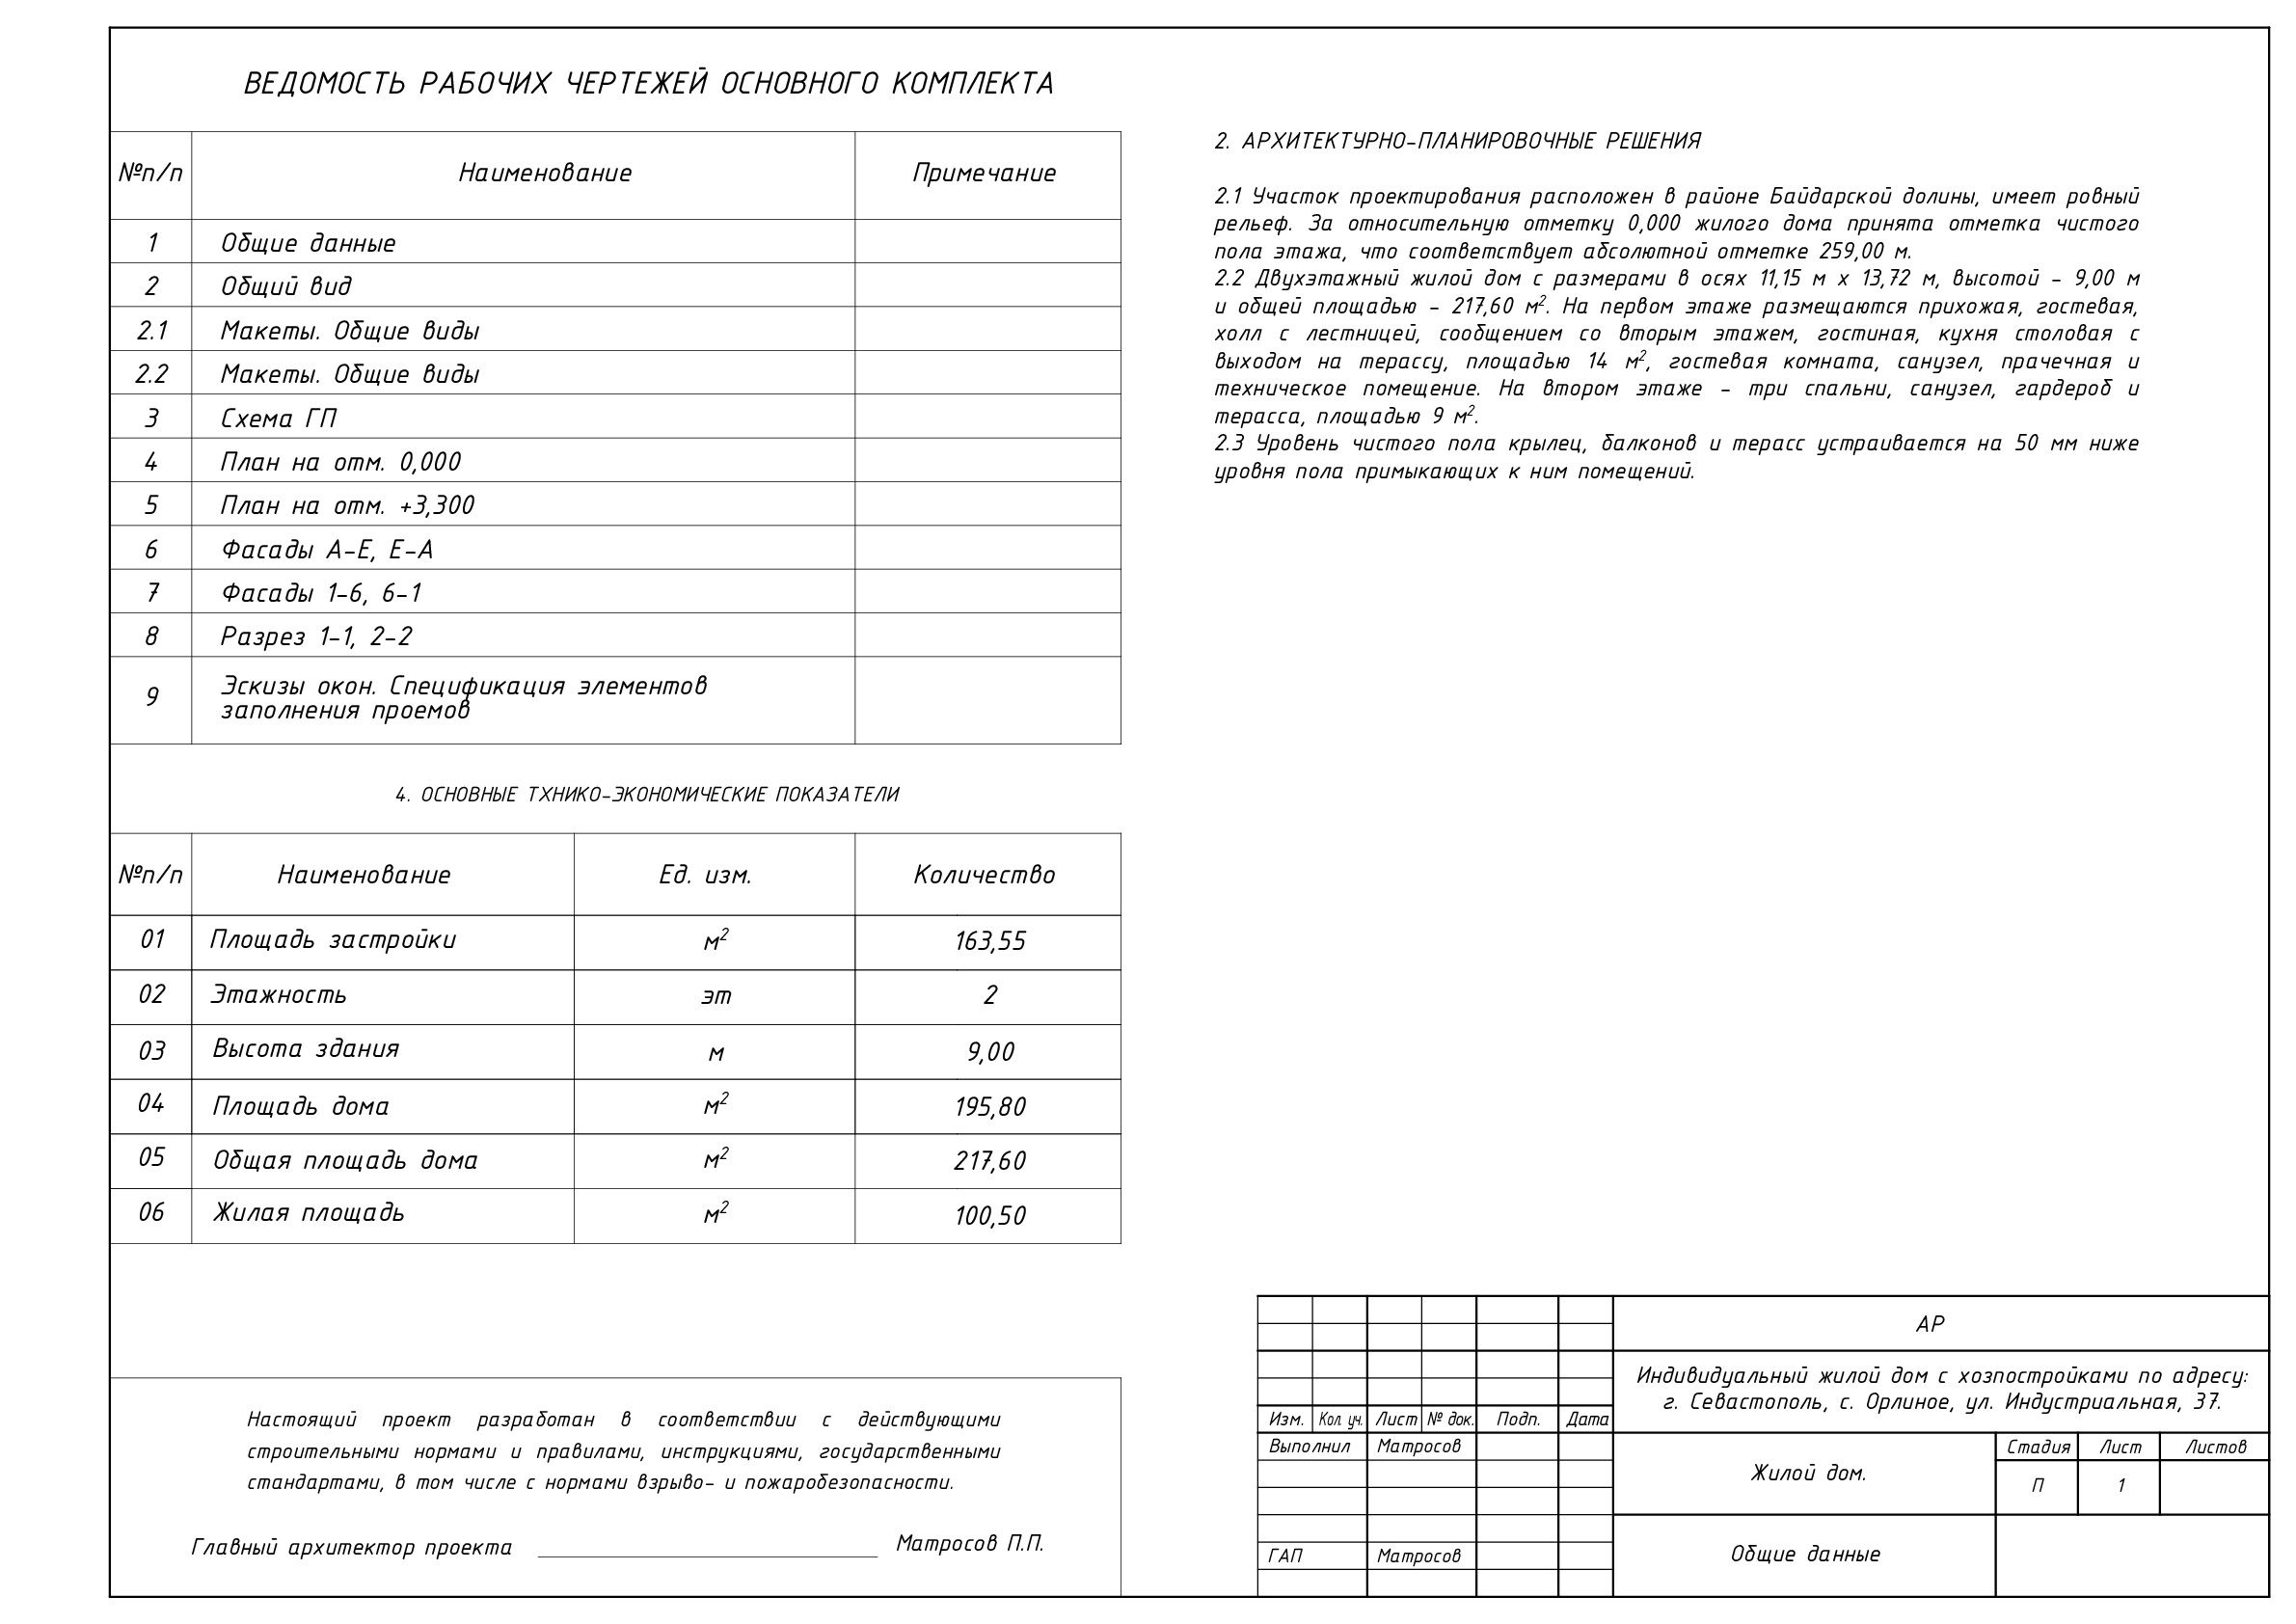 ВЕДОМОСТЬ РАБОЧИХ ЧЕРТЕЖЕЙ ОСНОВНОГО КОМПЛЕКТА
№п/п Наименование Примечание
1 Общие данные
2 Общий вид
2.1 Макеты. Общие виды
2.2 Макеты. Общие виды
3 Схема ГП
4 План на отм. 0,000
5 План на отм. +3,300
6 Фасады А-Е, Е-А
7 Фасады 1-6, 6-1
8 Разрез 1-1, 2-2
9 Эскизы окон. Спецификация элементов
заполнения проемов
4. ОСНОВНЫЕ ТХНИКО-ЭКОНОМИЧЕСКИЕ ПОКАЗАТЕЛИ
№п/п Наименование Ед. изм. Количество
01 Площадь застройки м² 163,55
02 Этажность эт 2
03 Высота здания м 9,00
04 Площадь дома м² 195,80
05 Общая площадь дома м² 217,60
06 Жилая площадь м² 100,50
Настоящий проект разработан в соответствии с действующими
строительными нормами и правилами, инструкциями, государственными
стандартами, в том числе с нормами взрыво- и пожаробезопасности.
Главный архитектор проекта Матросов П.П.
2. АРХИТЕКТУРНО-ПЛАНИРОВОЧНЫЕ РЕШЕНИЯ
2.1 Участок проектирования расположен в районе Байдарской долины, имеет ровный
рельеф. За относительную отметку 0,000 жилого дома принята отметка чистого
пола этажа, что соответствует абсолютной отметке 259,00 м.
2.2 Двухэтажный жилой дом с размерами в осях 11,15 м х 13,72 м, высотой - 9,00 м
и общей площадью - 217,60 м². На первом этаже размещаются прихожая, гостевая,
холл с лестницей, сообщением со вторым этажем, гостиная, кухня столовая с
выходом на терассу, площадью 14 м², гостевая комната, санузел, прачечная и
техническое помещение. На втором этаже - три спальни, санузел, гардероб и
терасса, площадью 9 м².
2.3 Уровень чистого пола крылец, балконов и терасс устраивается на 50 мм ниже
уровня пола примыкающих к ним помещений.
АР
Индивидуальный жилой дом с хозпостройками по адресу:
г. Севастополь, с. Орлиное, ул. Индустриальная, 37.
Изм. Кол. уч. Лист № док. Подп. Дата
Выполнил Матросов
Жилой дом.
Стадия Лист Листов
П 1
ГАП Матросов
Общие данные